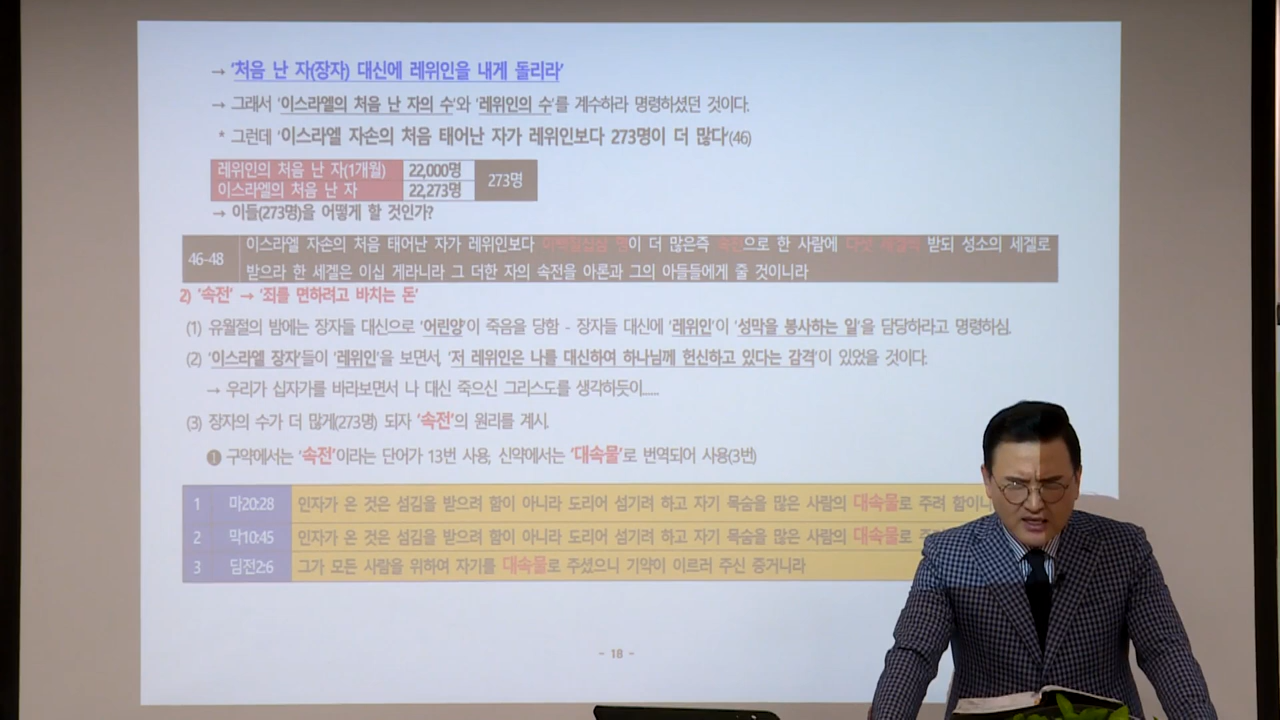 → '처음 난 자(장자) 대신에 레위인을 내게 돌리라'
→ 그래서 '이스라엘의 처음 난 자의 수'와 '레위인의 수'를 계수하라 명령하셨던 것이다.
* 그런데 '이스라엘 자손의 처음 태어난 자가 레위인보다 273명이 더 많다'(46)
레위인의 처음 난 자(1개월) 22,000명 273명
이스라엘의 처음 난 자 22,273명
→ 이들(273명)을 어떻게 할 것인가?
46-48
이스라엘 자손의 처음 태어난 자가 레위인보다 이백칠십삼 명이 더 많은즉 속전으로 한 사람에 다섯 세겔씩 받되 성소의 세겔로
받으라 한 세겔은 이십 게라니라 그 더한 자의 속전을 아론과 그의 아들들에게 줄 것이니라
2) '속전' → '죄를 면하려고 바치는 돈'
(1) 유월절의 밤에는 장자들 대신으로 '어린양'이 죽음을 당함 - 장자들 대신에 '레위인'이 '성막을 봉사하는 일'을 담당하라고 명령하심.
(2) '이스라엘 장자'들이 '레위인'을 보면서, '저 레위인은 나를 대신하여 하나님께 헌신하고 있다는 감격'이 있었을 것이다.
→ 우리가 십자가를 바라보면서 나 대신 죽으신 그리스도를 생각하듯이......
(3) 장자의 수가 더 많게(273명) 되자 '속전'의 원리를 계시.
❶ 구약에서는 '속전'이라는 단어가 13번 사용, 신약에서는 '대속물'로 번역되어 사용(3번)
1 마20:28 인자가 온 것은 섬김을 받으려 함이 아니라 도리어 섬기려 하고 자기 목숨을 많은 사람의 대속물로 주려 함이니
2 막10:45 인자가 온 것은 섬김을 받으려 함이 아니라 도리어 섬기려 하고 자기 목숨을 많은 사람의 대속물로
3 딤전2:6 그가 모든 사람을 위하여 자기를 대속물로 주셨으니 기약이 이르러 주신 증거니라
- 18 -